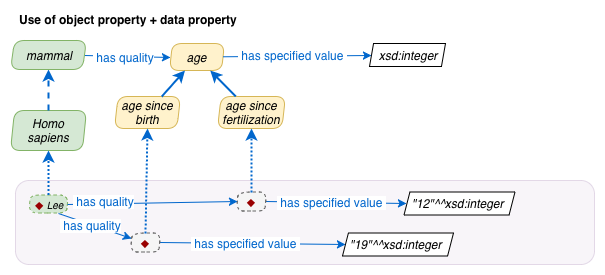 Use of object property + data property
mammal
has quality
age
has specified value
xsd:integer
Homo
sapiens
age since
birth
age since
fertilization
Lee
has quality
has specified value
"12"^^xsd:integer
has quality
has specified value
"19"^^xsd:integer